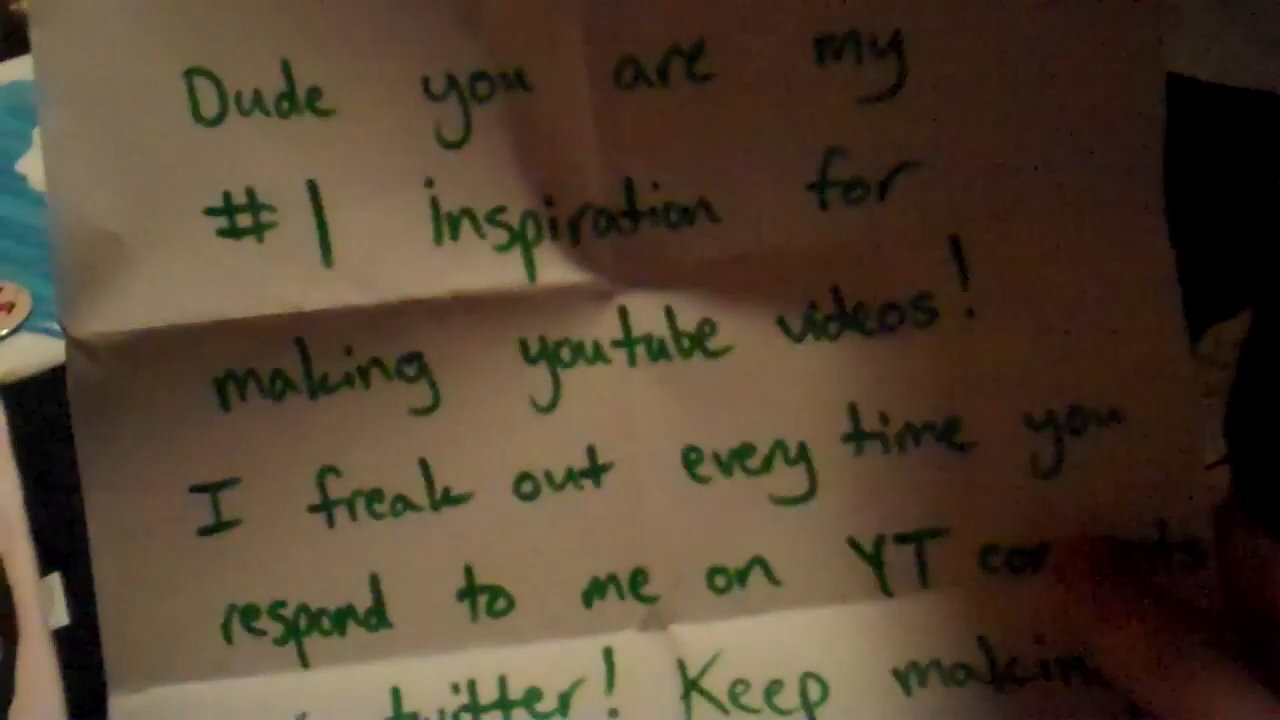 Dude you are my
#1 inspiration for
making youtube videos!
I freak out every time you
respond to me on YT
twitter! Keep